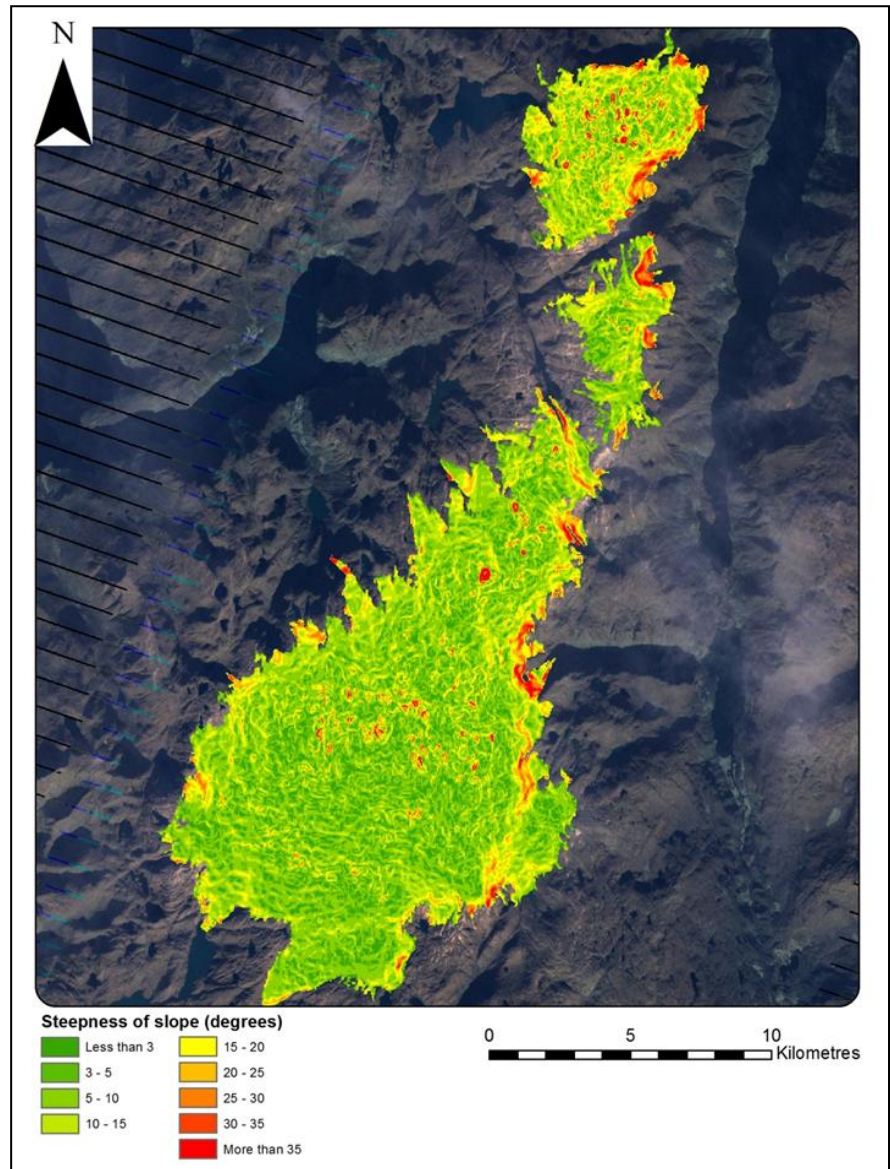 N
Steepness of slope (degrees)
Less than 3
3 - 5
5 - 10
10 - 15
15 - 20
20 - 25
25 - 30
30 - 35
More than 35
0 5 10
Kilometres